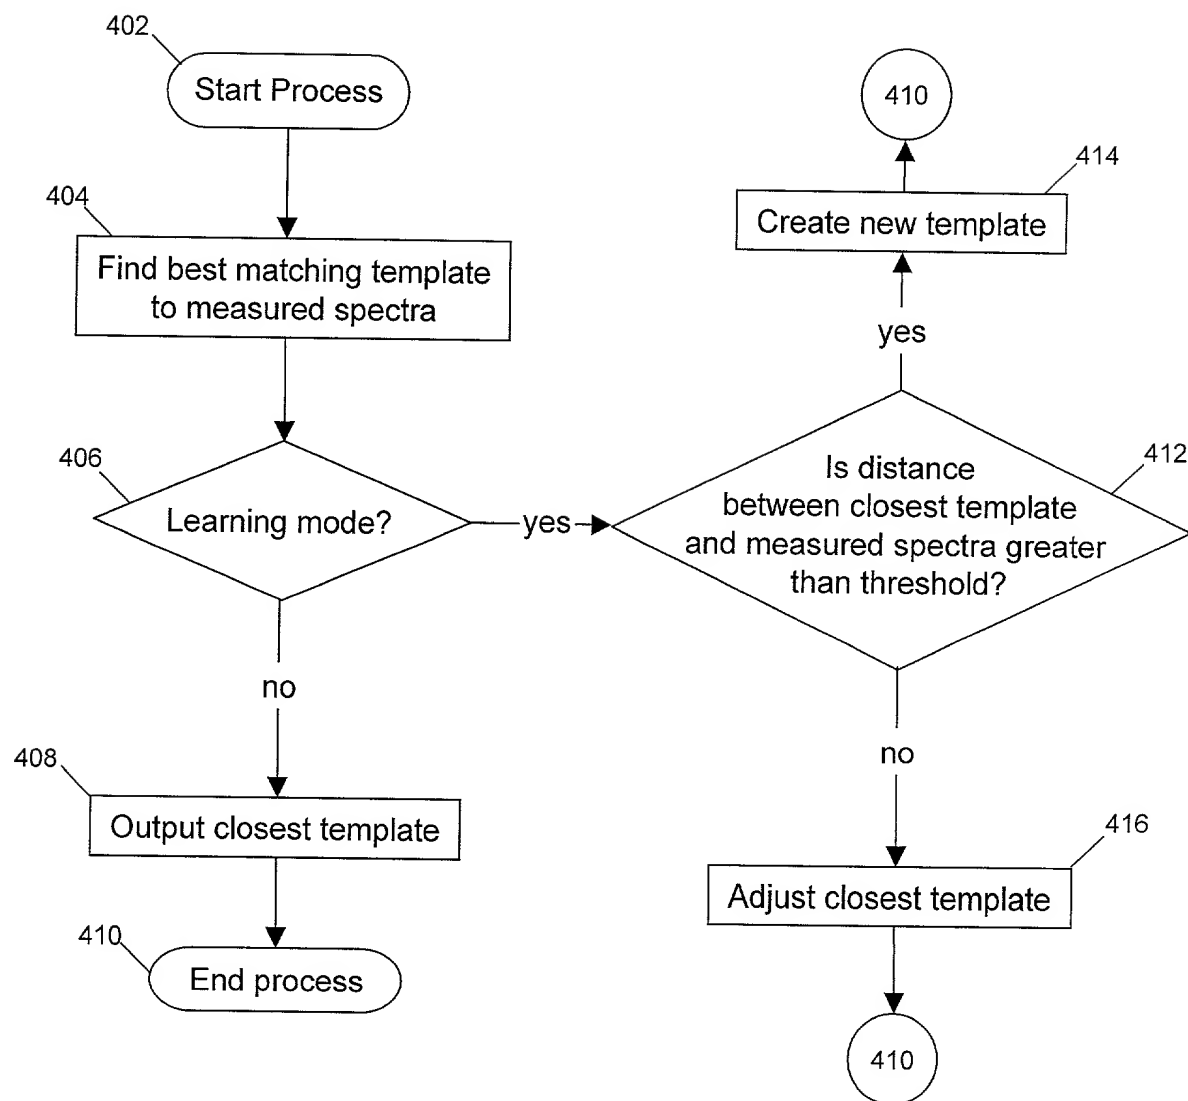 402
Start Process
404
Find best matching template
to measured spectra
406
Learning mode?
yes
no
408
Output closest template
410
End process
410
414
Create new template
yes
412
Is distance
between closest template
and measured spectra greater
than threshold?
no
416
Adjust closest template
410